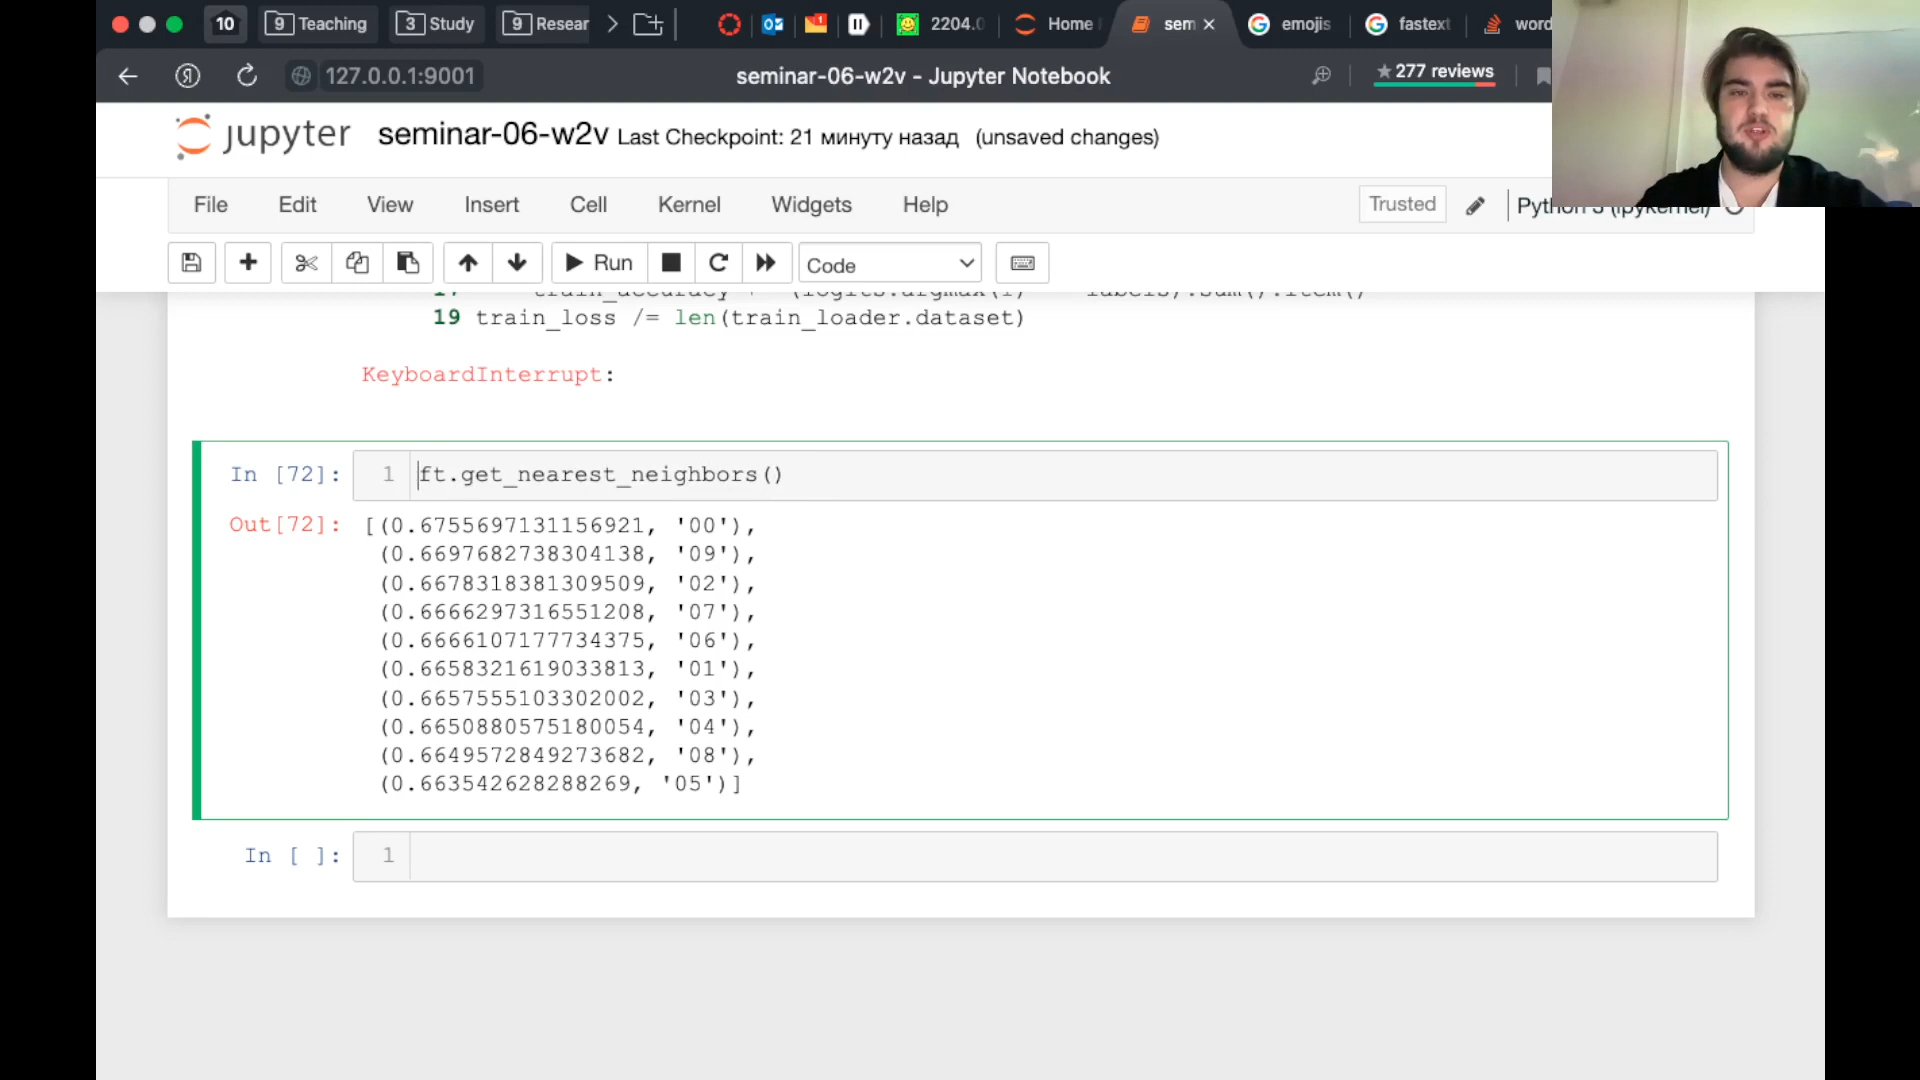 10 9 Teaching 3 Study 9 Resear 2204.0 Home sem emojis fastext word
127.0.0.1:9001 seminar-06-w2v - Jupyter Notebook ★277 reviews
jupyter seminar-06-w2v Last Checkpoint: 21 минуту назад (unsaved changes)
File Edit View Insert Cell Kernel Widgets Help Trusted Python 3 (ipykernel)
Run Code
19 train_loss /= len(train_loader.dataset)
KeyboardInterrupt:
In [72]: 1 ft.get_nearest_neighbors()
Out[72]: [(0.6755697131156921, '00'),
(0.6697682738304138, '09'),
(0.6678318381309509, '02'),
(0.6666297316551208, '07'),
(0.6666107177734375, '06'),
(0.6658321619033813, '01'),
(0.6657555103302002, '03'),
(0.6650880575180054, '04'),
(0.6649572849273682, '08'),
(0.663542628288269, '05')]
In [ ]: 1